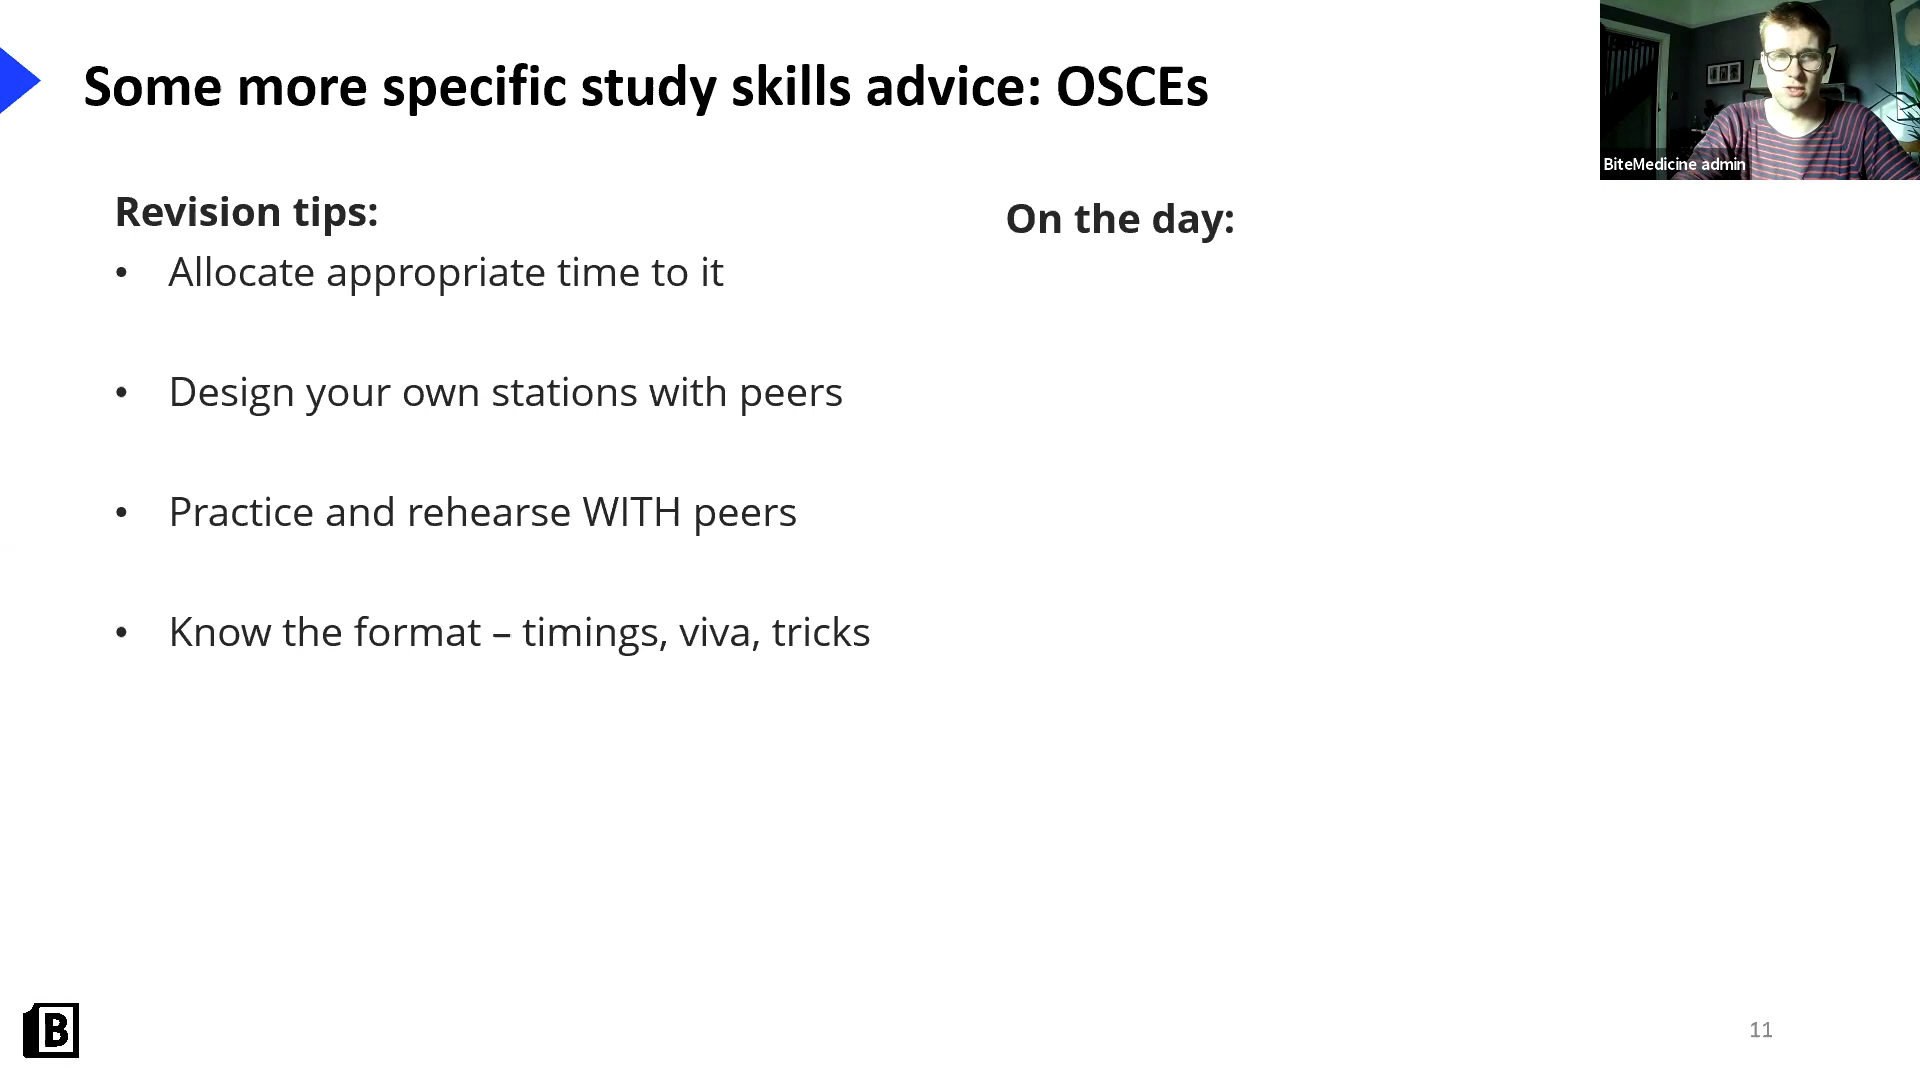 Some more specific study skills advice: OSCEs
BiteMedicine admin
Revision tips:
• Allocate appropriate time to it
• Design your own stations with peers
• Practice and rehearse WITH peers
• Know the format – timings, viva, tricks
On the day:
B
11